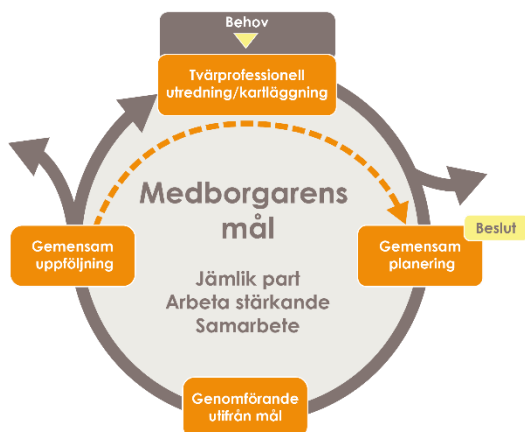 Behov
Tvärprofessionell
utredning/kartläggning
Medborgarens
mål
Jämlik part
Arbeta stärkande
Samarbete
Beslut
Gemensam
planering
Genomförande
utifrån mål
Gemensam
uppföljning